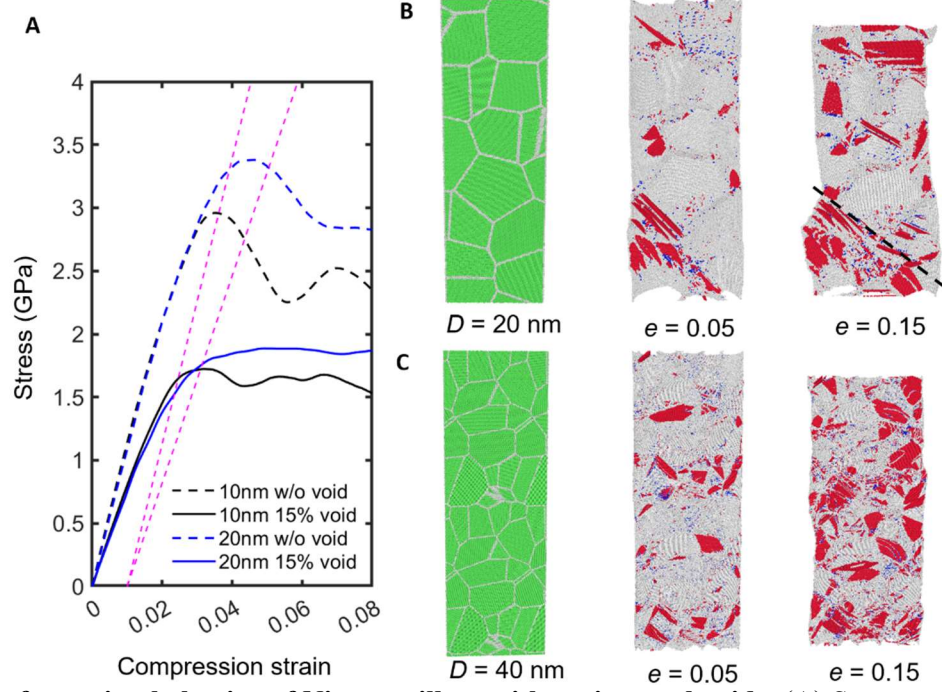 A
B
4
3.5
3
2.5
2
1.5
1
0.5
0
Stress (GPa)
10nm w/o void
10nm 15% void
20nm w/o void
20nm 15% void
0
0.02
0.04
0.06
0.08
Compression strain
D = 20 nm
e = 0.05
e = 0.15
C
D = 40 nm
e = 0.05
e = 0.15